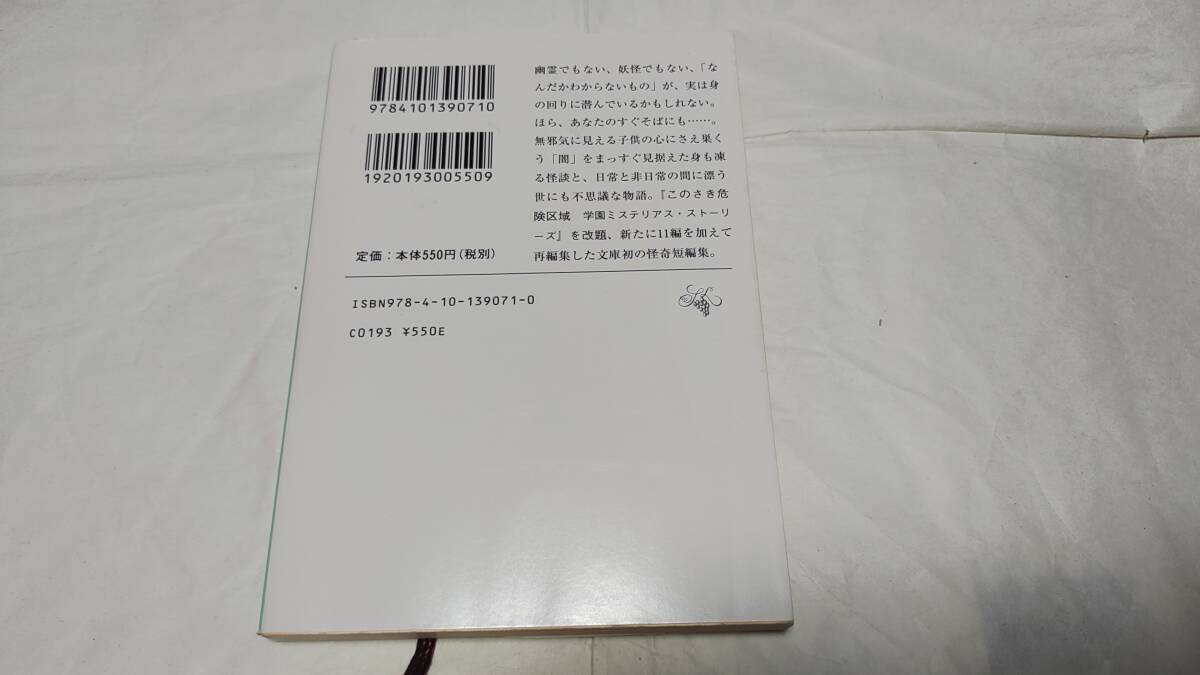 9784101390710
1920193005509
定価：本体550円（税別）
幽霊でもない、妖怪でもない、「な
んだかわからないもの」が、実は身
の回りに潜んでいるかもしれない。
ほら、あなたのすぐそばにも……。
無邪気に見える子供の心にさえ巣く
う「闇」をまっすぐ見据えた身も凍
る怪談と、日常と非日常の間に漂う
世にも不思議な物語。『このさき危
険区域　学園ミステリアス・ストーリ
ーズ』を改題、新たに11編を加えて
再編集した文庫初の怪奇短編集。
ISBN978-4-10-139071-0
C0193 ¥550E